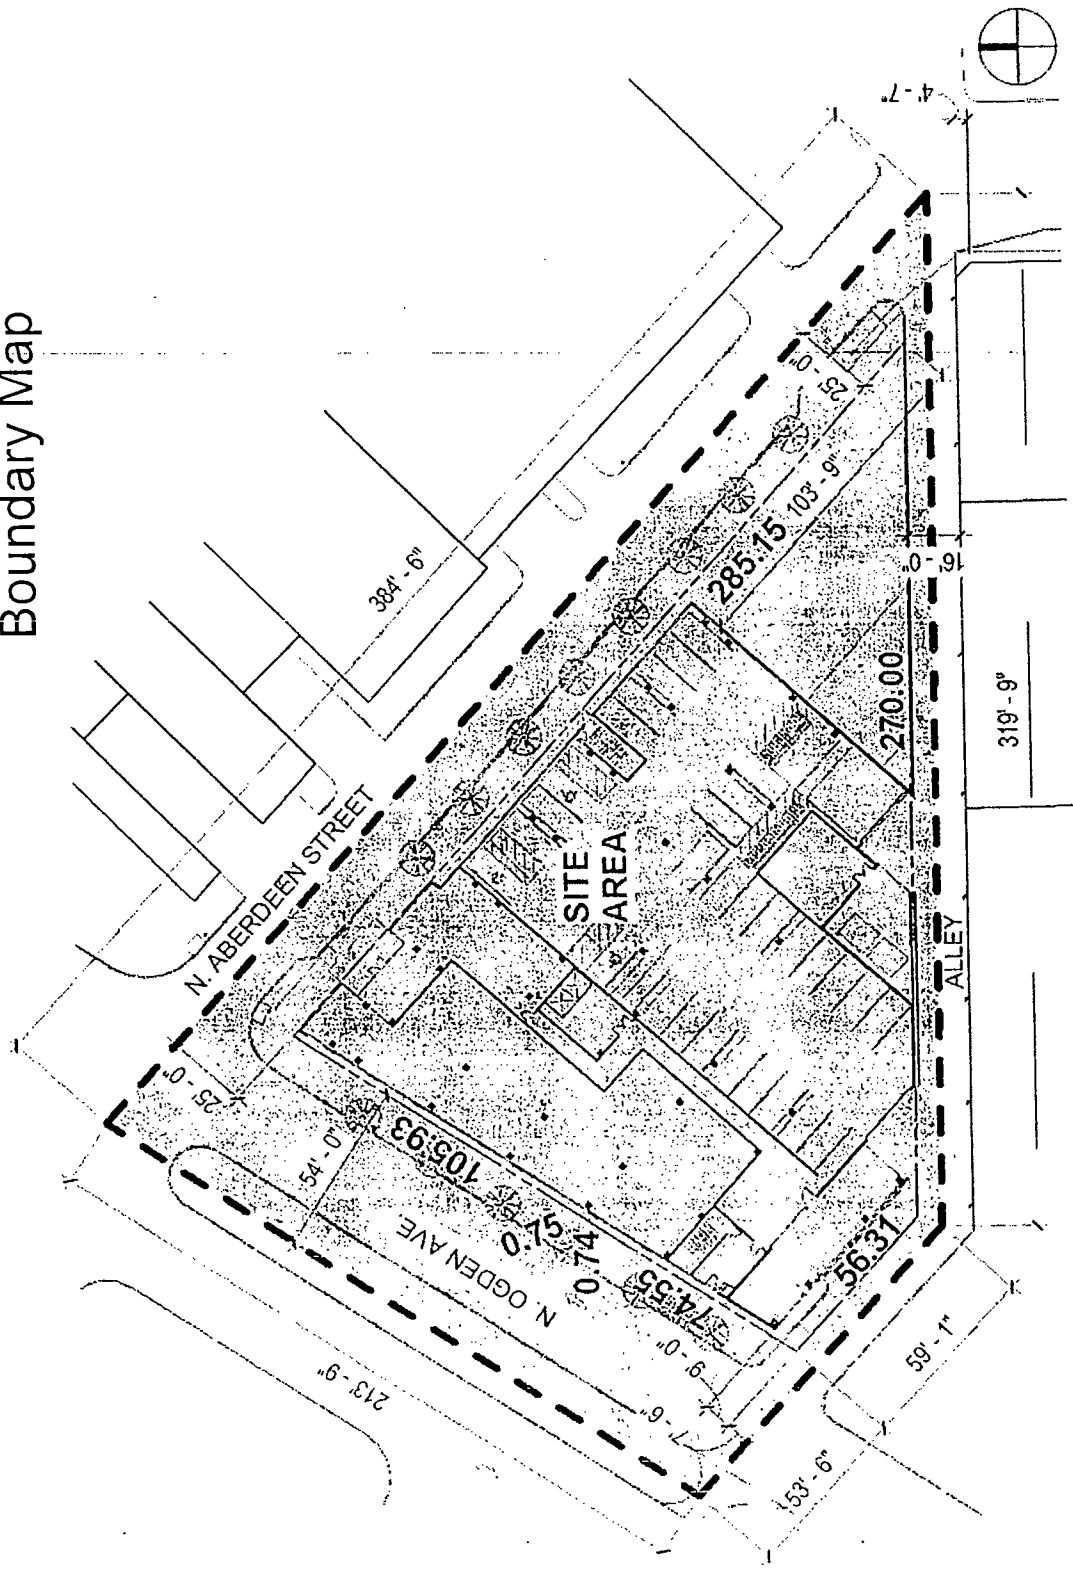 Boundary Map
4' - 7"
384' - 6"
25' - 0"
103' - 9"
285.15
16' - 0"
270.00
319' - 9"
N. ABERDEEN STREET
SITE
AREA
ALLEY
25' - 0"
54' - 0"
105.93
N. OGDEN AVE.
0.75
0.74
74.55
56.31
9' - 0"
7' - 6"
213' - 9"
59' - 1"
53' - 6"